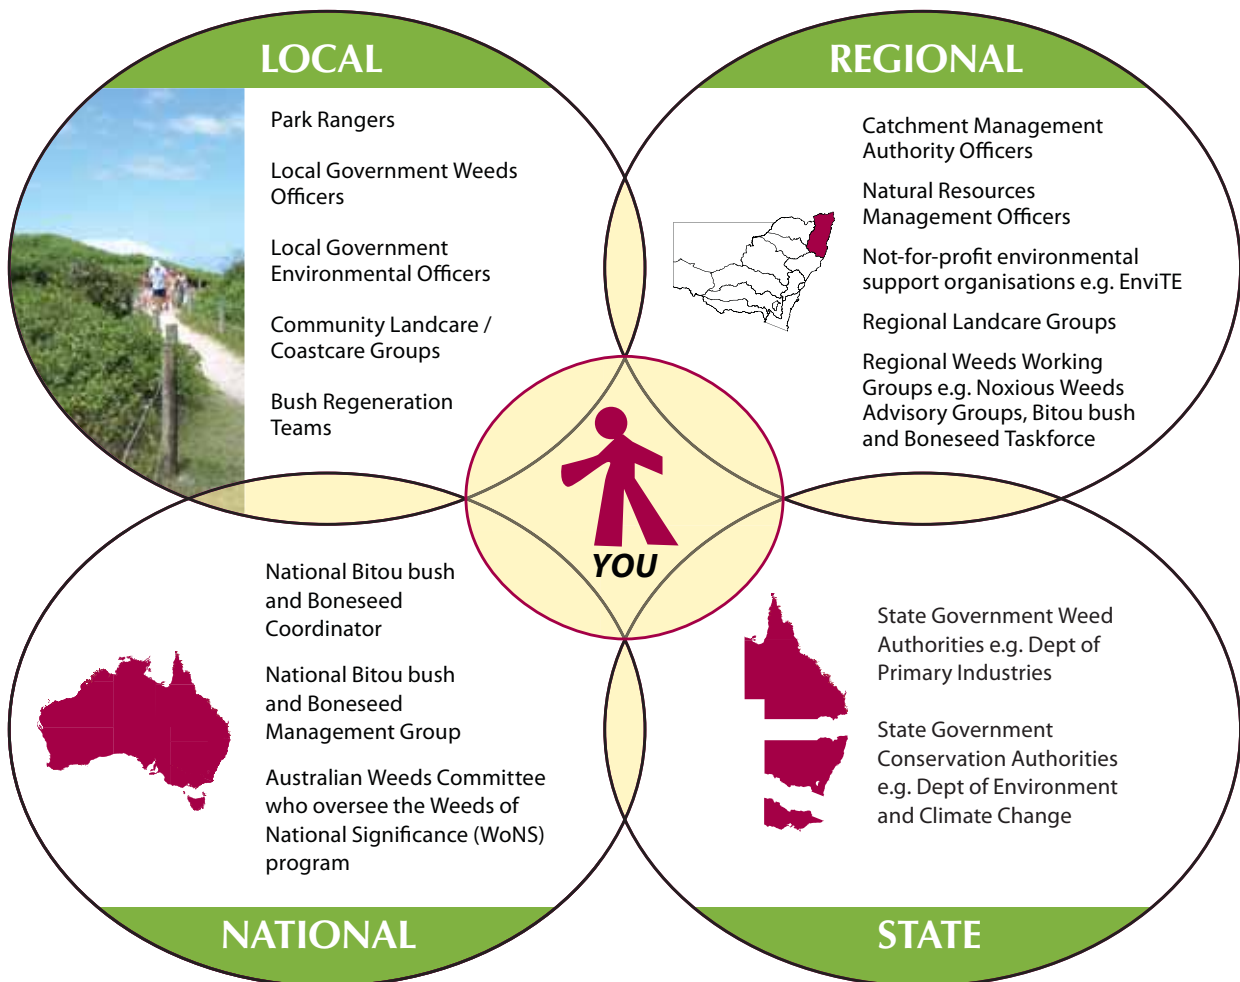 LOCAL
Park Rangers
Local Government Weeds
Officers
Local Government
Environmental Officers
Community Landcare /
Coastcare Groups
Bush Regeneration
Teams
REGIONAL
Catchment Management
Authority Officers
Natural Resources
Management Officers
Not-for-profit environmental
support organisations e.g. EnviTE
Regional Landcare Groups
Regional Weeds Working
Groups e.g. Noxious Weeds
Advisory Groups, Bitou bush
and Boneseed Taskforce
YOU
National Bitou bush
and Boneseed
Coordinator
National Bitou bush
and Boneseed
Management Group
Australian Weeds Committee
who oversee the Weeds of
National Significance (WoNS)
program
NATIONAL
State Government Weed
Authorities e.g. Dept of
Primary Industries
State Government
Conservation Authorities
e.g. Dept of Environment
and Climate Change
STATE